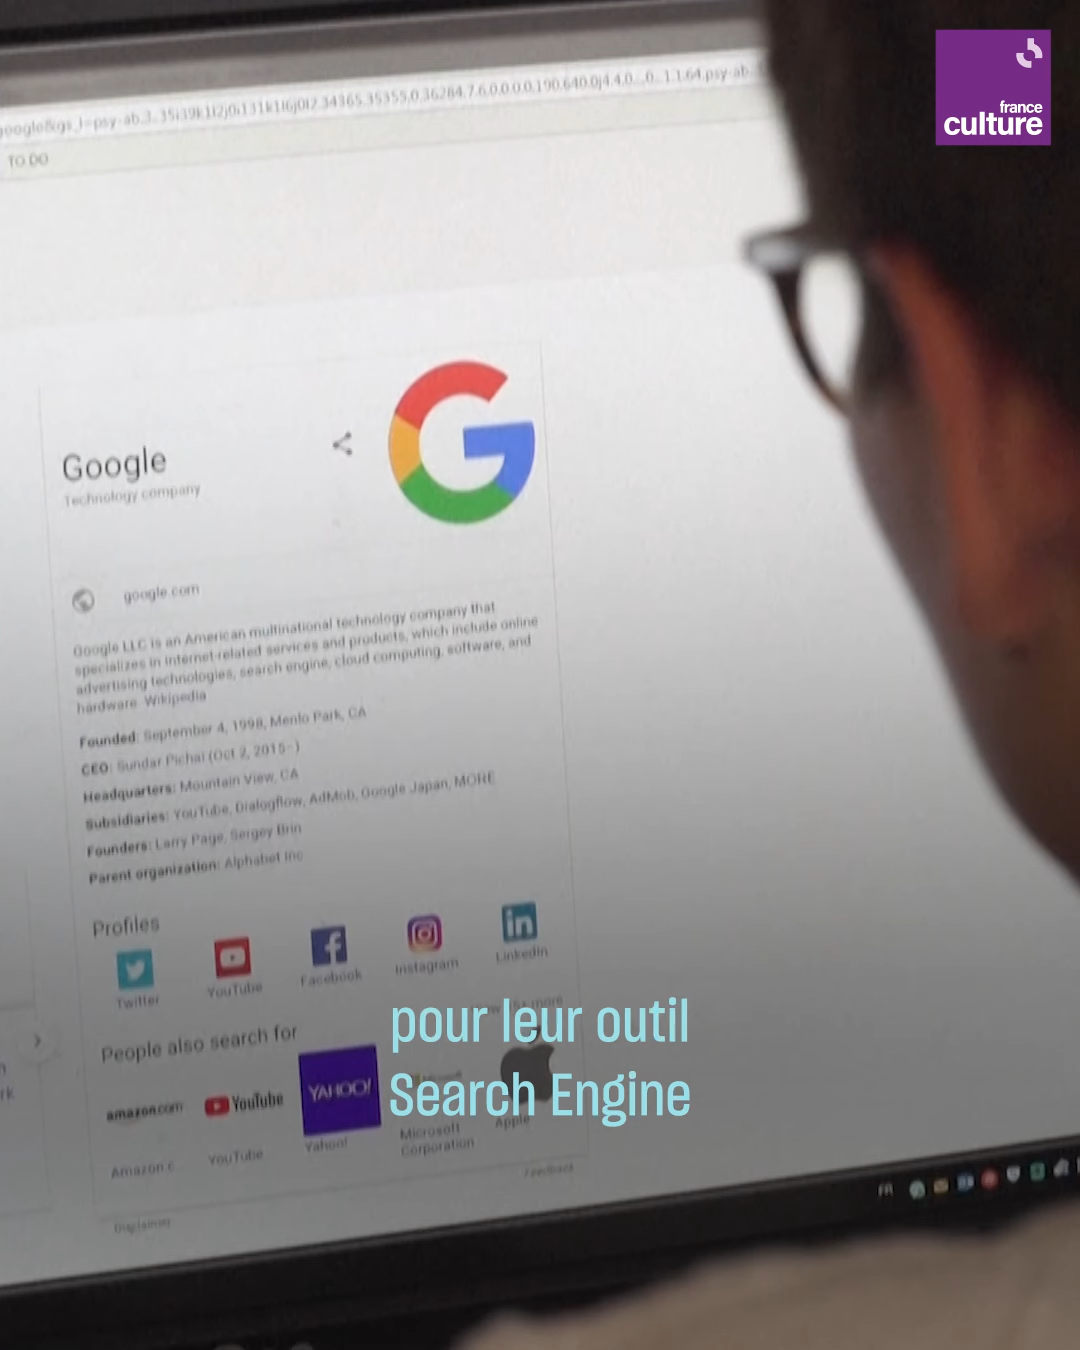 france
culture
TO DO
Google
Technology company
google.com
Google LLC is an American multinational technology company that
specializes in Internet-related services and products, which include online
advertising technologies, search engine, cloud computing, software, and
hardware. Wikipedia
Founded: September 4, 1998, Menlo Park, CA
CEO: Sundar Pichai (Oct 2, 2015–)
Headquarters: Mountain View, CA
Subsidiaries: YouTube, Dialogflow, AdMob, Google Japan, MORE
Founders: Larry Page, Sergey Brin
Parent organization: Alphabet Inc
Profiles
Twitter
YouTube
Facebook
Instagram
LinkedIn
more
People also search for
amazon.com
YouTube
YAHOO!
Amazon.c
YouTube
Yahoo!
Microsoft
Corporation
Apple
Feedback
Disclaimer
pour leur outil
Search Engine
FR